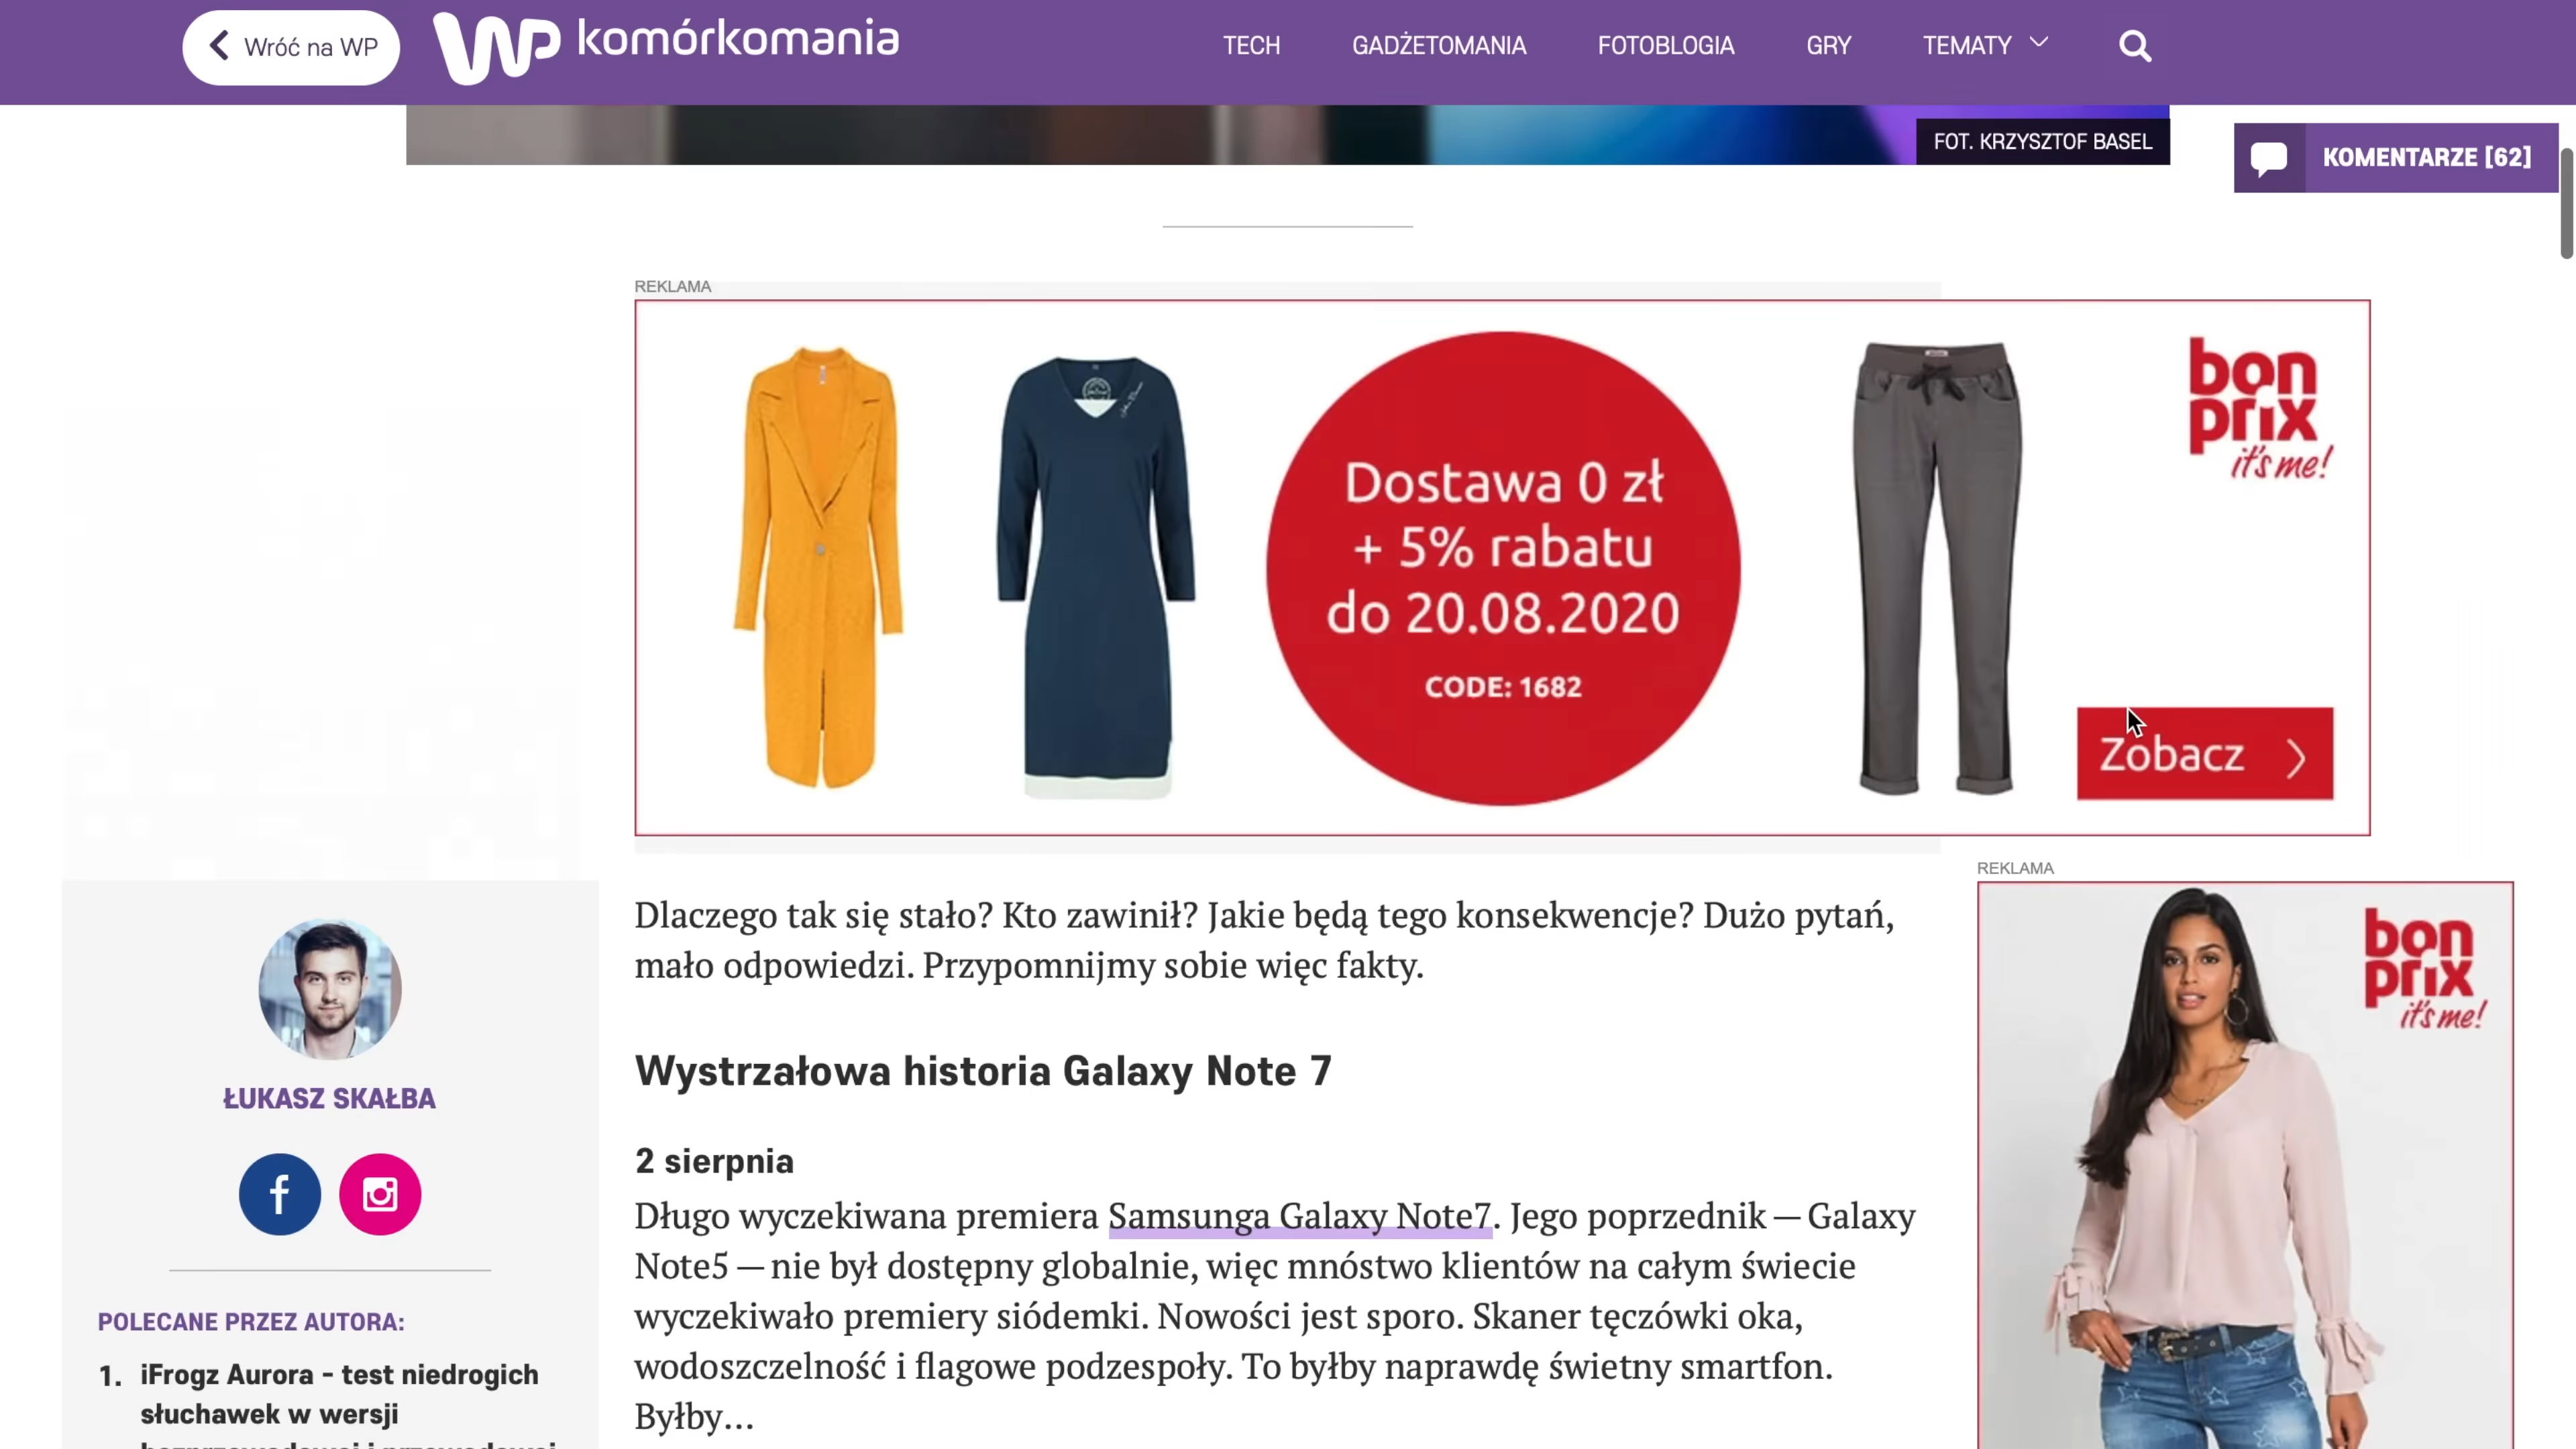 Wróć na WP
WP komórkomania
TECH
GADŻETOMANIA
FOTOBLOGIA
GRY
TEMATY
FOT. KRZYSZTOF BASEL
KOMENTARZE [62]
REKLAMA
Dostawa 0 zł
+ 5% rabatu
do 20.08.2020
CODE: 1682
bon
prix
it's me!
Zobacz
REKLAMA
bon
prix
it's me!
ŁUKASZ SKAŁBA
POLECANE PRZEZ AUTORA:
1. iFrogz Aurora - test niedrogich
słuchawek w wersji
Dlaczego tak się stało? Kto zawinił? Jakie będą tego konsekwencje? Dużo pytań,
mało odpowiedzi. Przypomnijmy sobie więc fakty.
Wystrzałowa historia Galaxy Note 7
2 sierpnia
Długo wyczekiwana premiera Samsunga Galaxy Note7. Jego poprzednik — Galaxy
Note5 — nie był dostępny globalnie, więc mnóstwo klientów na całym świecie
wyczekiwało premiery siódemki. Nowości jest sporo. Skaner tęczówki oka,
wodoszczelność i flagowe podzespoły. To byłby naprawdę świetny smartfon.
Byłby...